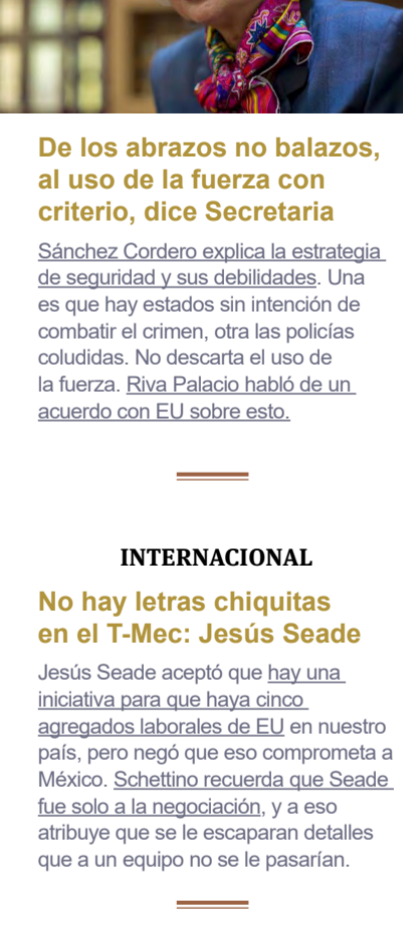 De los abrazos no balazos,
al uso de la fuerza con
criterio, dice Secretaria
Sánchez Cordero explica la estrategia
de seguridad y sus debilidades. Una
es que hay estados sin intención de
combatir el crimen, otra las policías
coludidas. No descarta el uso de
la fuerza. Riva Palacio habló de un
acuerdo con EU sobre esto.
INTERNACIONAL
No hay letras chiquitas
en el T-Mec: Jesús Seade
Jesús Seade aceptó que hay una
iniciativa para que haya cinco
agregados laborales de EU en nuestro
país, pero negó que eso comprometa a
México. Schettino recuerda que Seade
fue solo a la negociación, y a eso
atribuye que se le escaparan detalles
que a un equipo no se le pasarían.